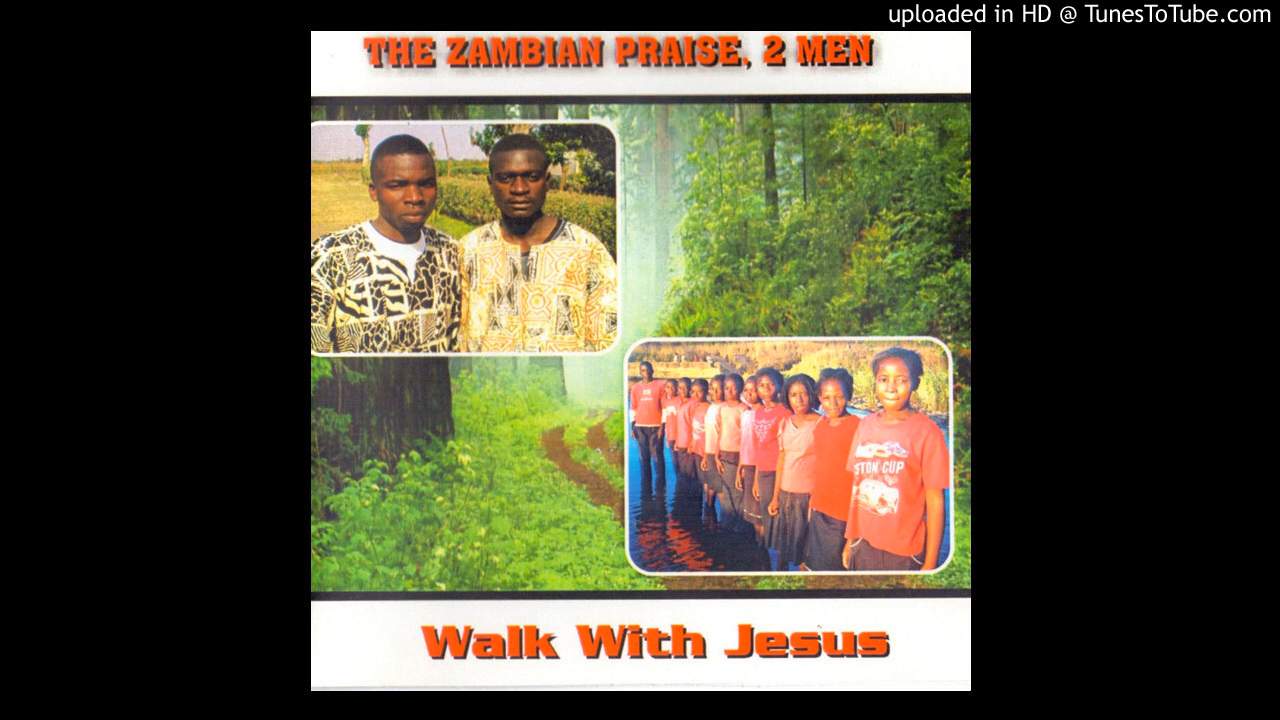 uploaded in HD @ TunesToTube.com
THE ZAMBIAN PRAISE, 2 MEN
STON CUP
Walk With Jesus